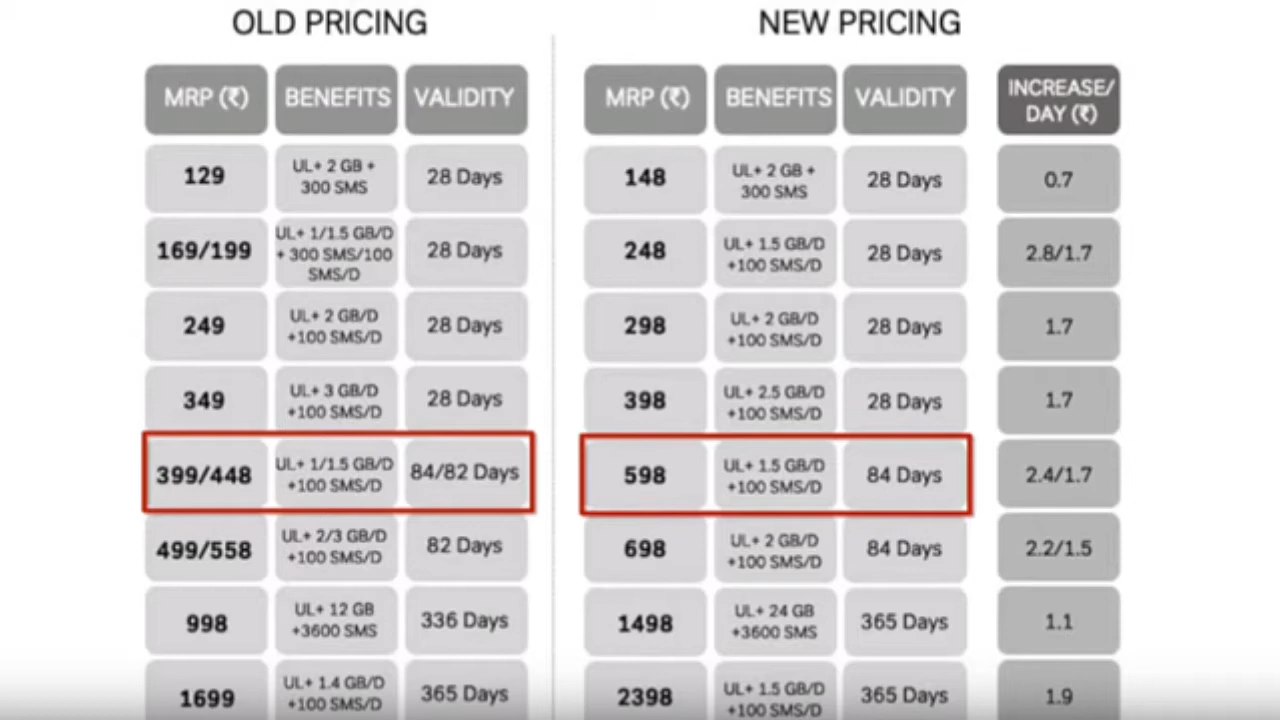 OLD PRICING
NEW PRICING
MRP (₹) BENEFITS VALIDITY MRP (₹) BENEFITS VALIDITY INCREASE/
DAY (₹)
129 UL+ 2 GB + 28 Days 148 UL+ 2 GB + 28 Days 0.7
300 SMS 300 SMS
169/199 UL+ 1/1.5 GB/D 28 Days 248 UL+ 1.5 GB/D 28 Days 2.8/1.7
+ 300 SMS/100 +100 SMS/D
SMS/D
249 UL+ 2 GB/D 28 Days 298 UL+ 2 GB/D 28 Days 1.7
+100 SMS/D +100 SMS/D
349 UL+ 3 GB/D 28 Days 398 UL+ 2.5 GB/D 28 Days 1.7
+100 SMS/D +100 SMS/D
399/448 UL+ 1/1.5 GB/D 84/82 Days 598 UL+ 1.5 GB/D 84 Days 2.4/1.7
+100 SMS/D +100 SMS/D
499/558 UL+ 2/3 GB/D 82 Days 698 UL+ 2 GB/D 84 Days 2.2/1.5
+100 SMS/D +100 SMS/D
998 UL+ 12 GB 336 Days 1498 UL+ 24 GB 365 Days 1.1
+3600 SMS +3600 SMS
1699 UL+ 1.4 GB/D 365 Days 2398 UL+ 1.5 GB/D 365 Days 1.9
+100 SMS/D +100 SMS/D